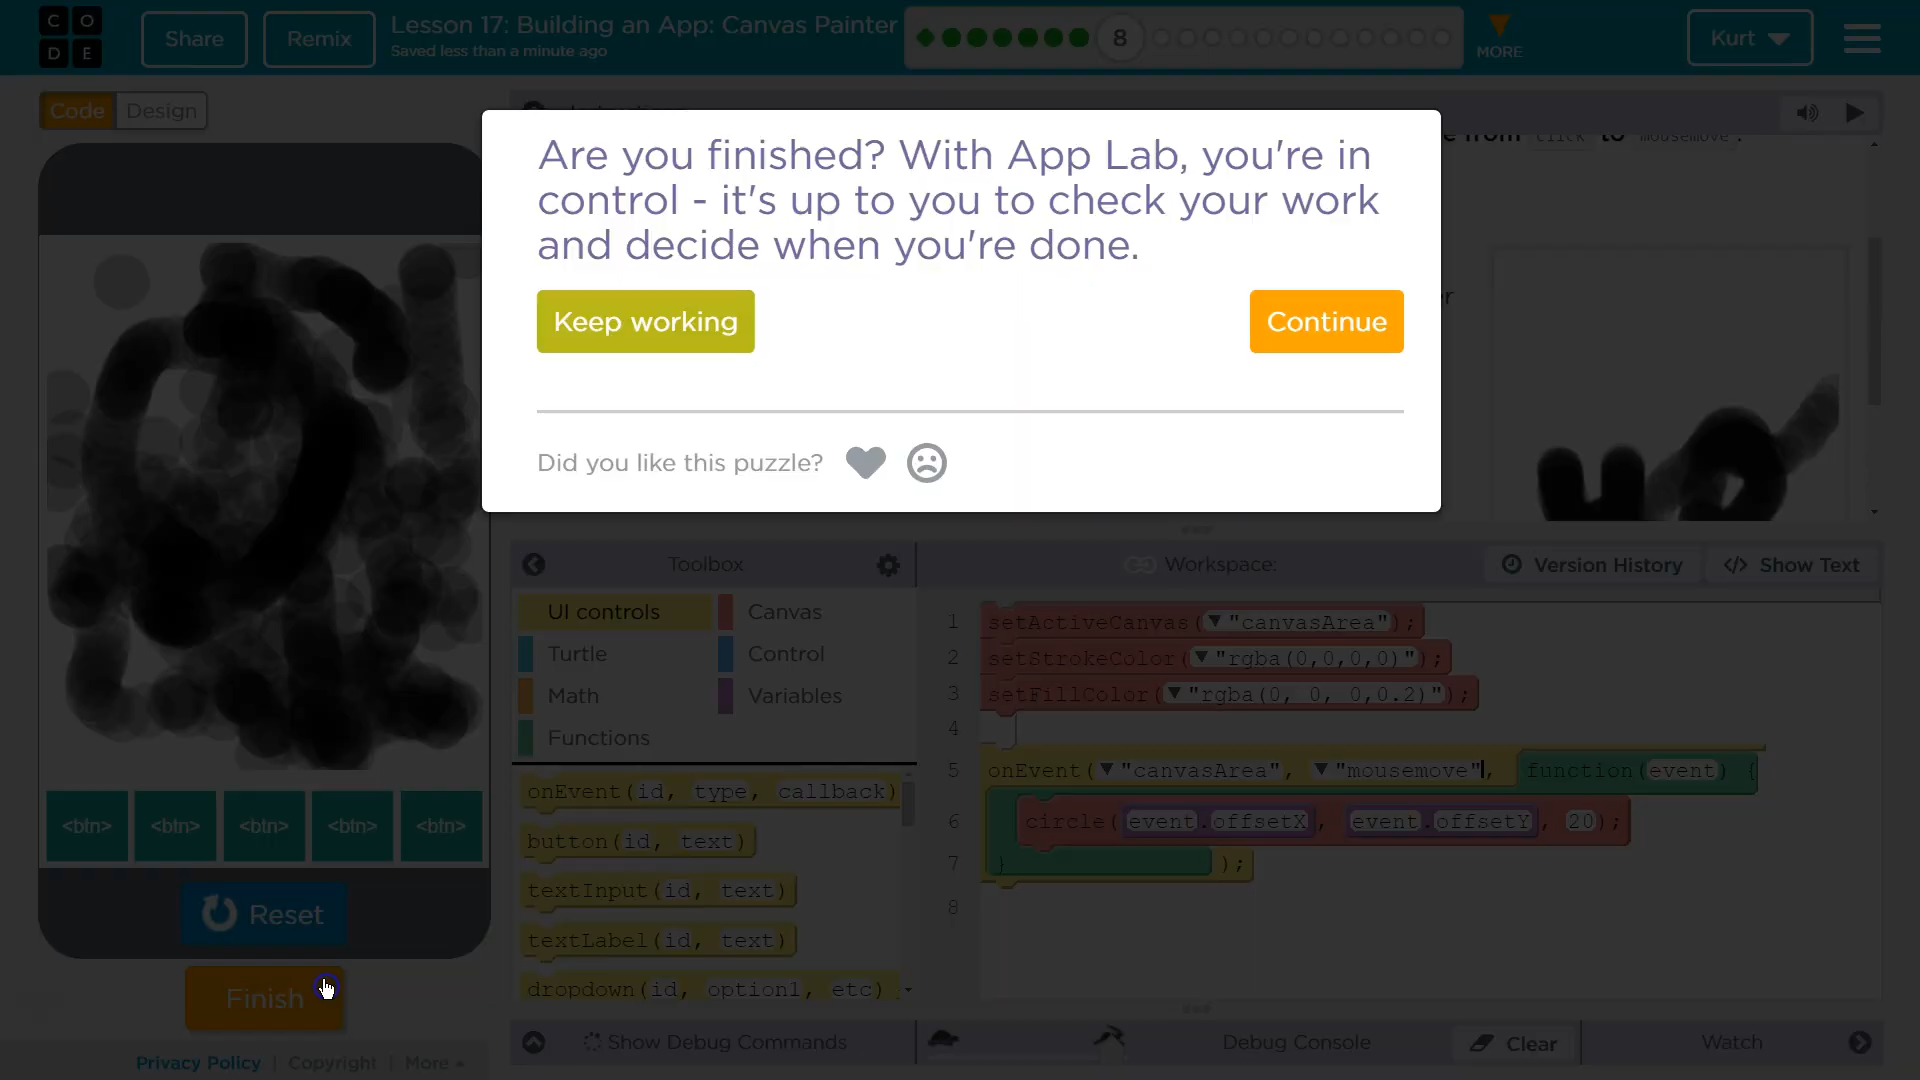 C O
D E
Share
Remix
Lesson 17: Building an App: Canvas Painter
Saved less than a minute ago
8
MORE
Kurt
Code
Design
e from click to mousemove .
Are you finished? With App Lab, you're in
control - it's up to you to check your work
and decide when you're done.
Keep working
Continue
er
Did you like this puzzle?
Toolbox
Workspace:
Version History
Show Text
UI controls
Canvas
Turtle
Control
Math
Variables
Functions
onEvent(id, type, callback)
button(id, text)
textInput(id, text)
textLabel(id, text)
dropdown(id, option1, etc)
1 setActiveCanvas("canvasArea");
2 setStrokeColor("rgba(0,0,0,0)");
3 setFillColor("rgba(0, 0, 0,0.2)");
4
5 onEvent("canvasArea", "mousemove", function(event) {
6 circle(event.offsetX, event.offsetY, 20);
7 });
8
<btn> <btn> <btn> <btn> <btn>
Reset
Finish
Show Debug Commands
Debug Console
Clear
Watch
Privacy Policy | Copyright | More